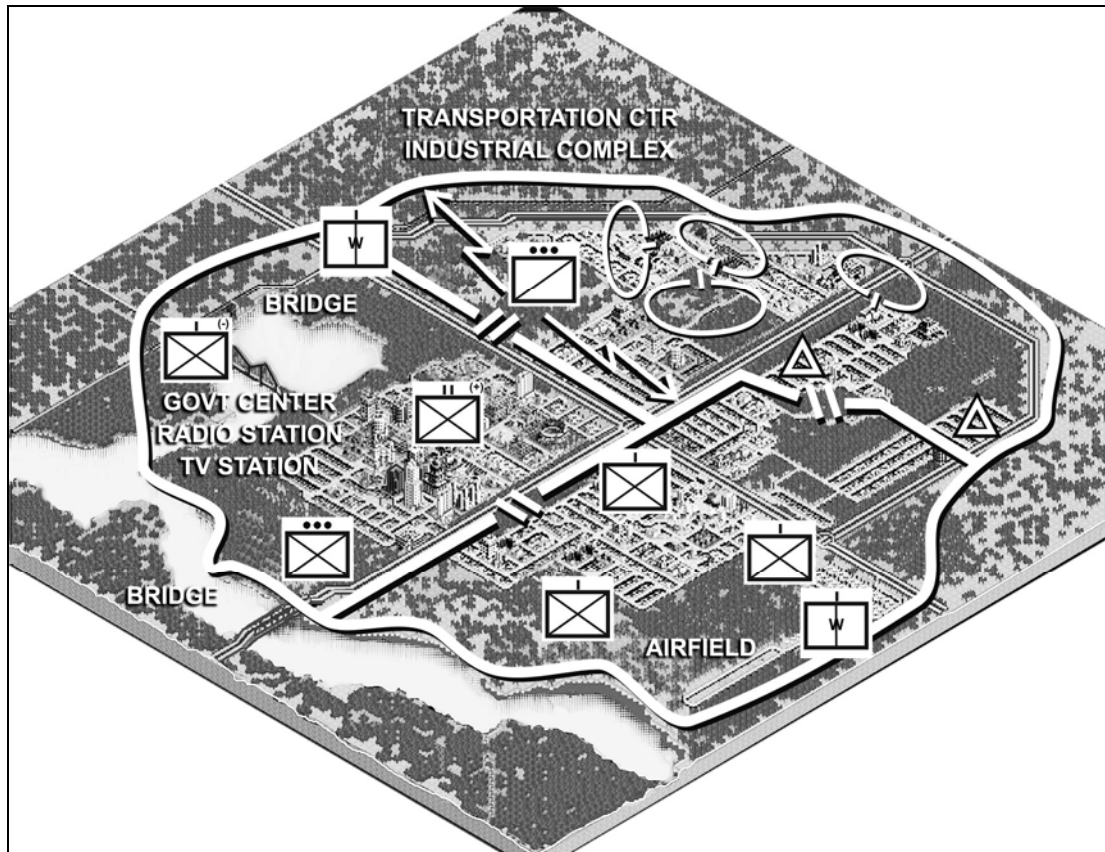 TRANSPORTATION CTR
INDUSTRIAL COMPLEX
W
BRIDGE
(-)
GOVT CENTER
RADIO STATION
TV STATION
(+)
BRIDGE
AIRFIELD
W